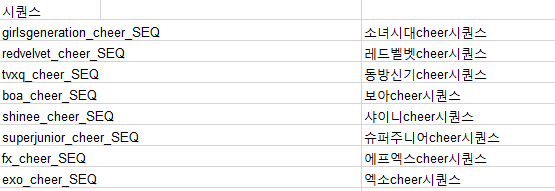 시퀀스
girlsgeneration_cheer_SEQ 소녀시대cheer시퀀스
redvelvet_cheer_SEQ 레드벨벳cheer시퀀스
tvxq_cheer_SEQ 동방신기cheer시퀀스
boa_cheer_SEQ 보아cheer시퀀스
shinee_cheer_SEQ 샤이니cheer시퀀스
superjunior_cheer_SEQ 슈퍼주니어cheer시퀀스
fx_cheer_SEQ 에프엑스cheer시퀀스
exo_cheer_SEQ 엑소cheer시퀀스